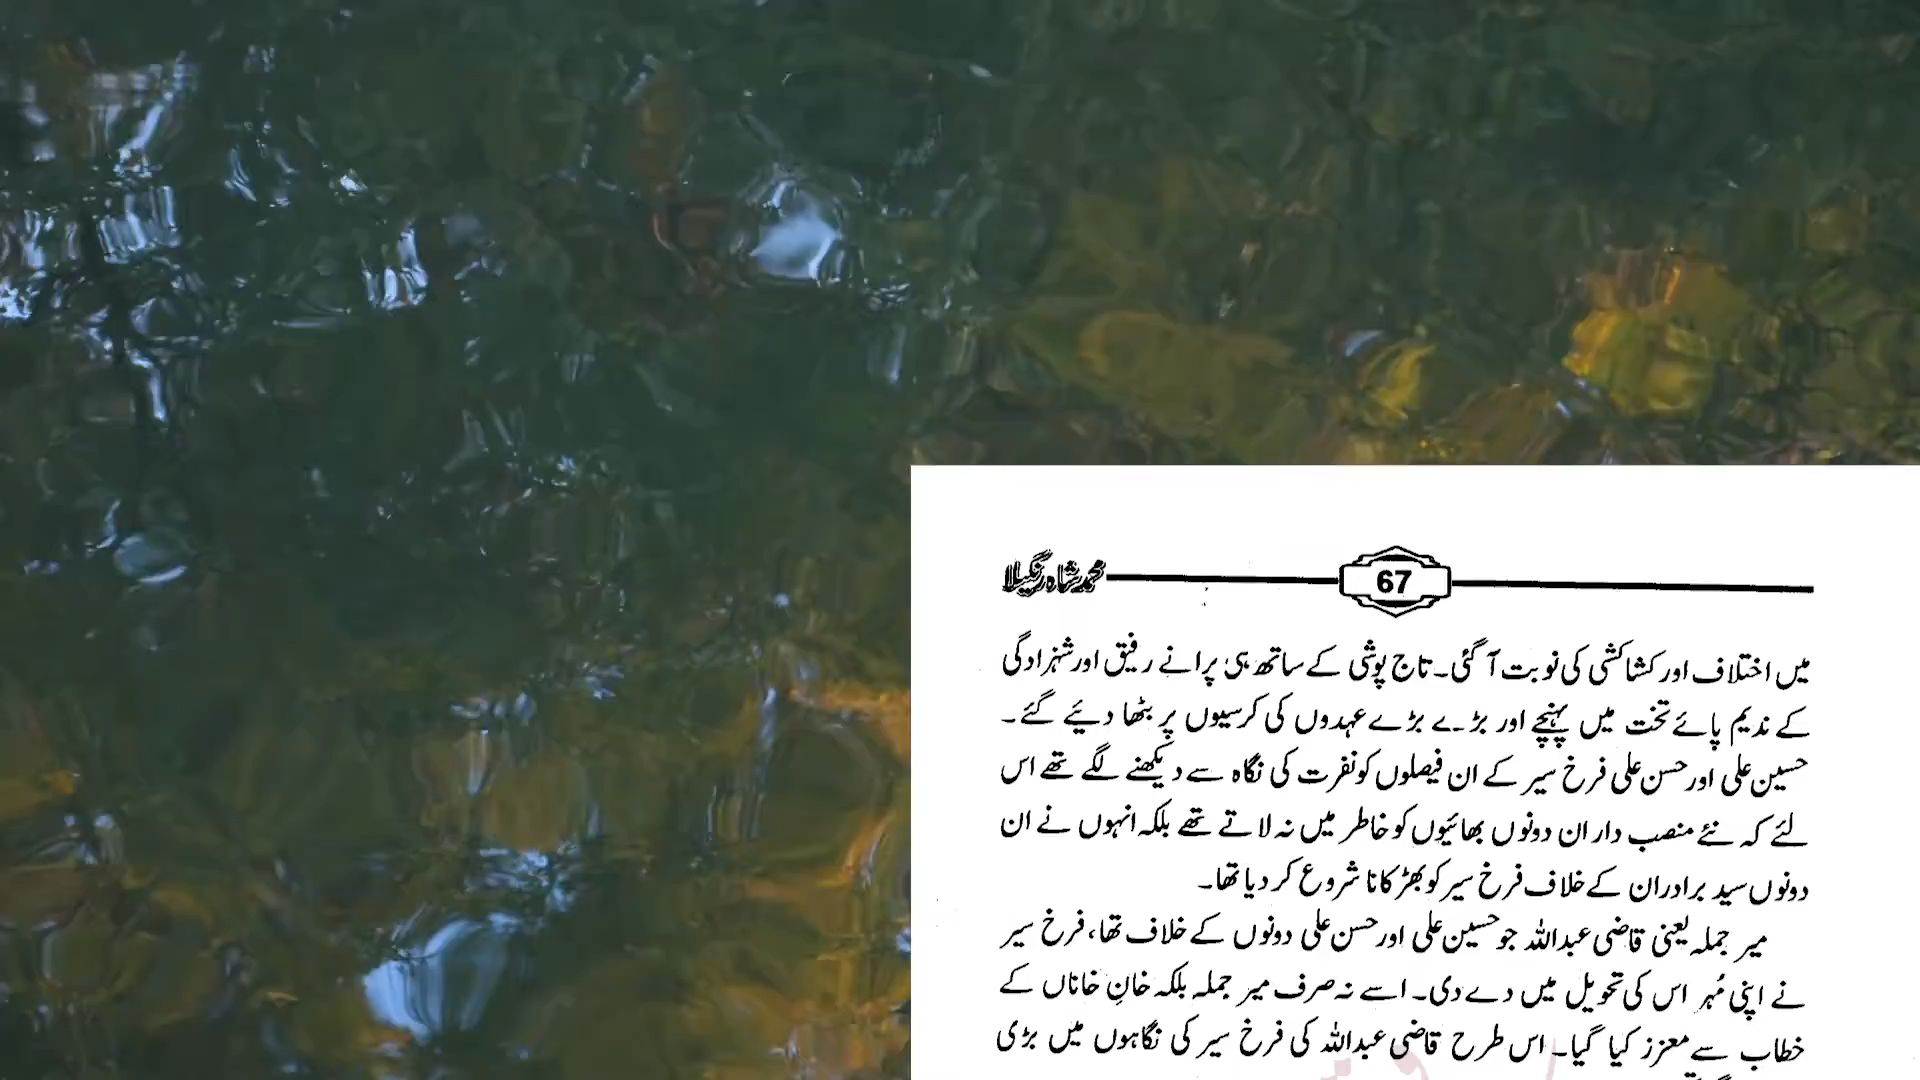 محمد شاہ رنگیلا
67
میں اختلاف اور کشاکشی کی نوبت آ گئی۔ تاج پوشی کے ساتھ ہی پرانے رفیق اور شہزادگی
کے ندیم پائے تخت میں پہنچے اور بڑے بڑے عہدوں کی کرسیوں پر بٹھا دیئے گئے۔
حسین علی اور حسن علی فرخ سیر کے ان فیصلوں کو نفرت کی نگاہ سے دیکھنے لگے تھے اس
لئے کہ نئے منصب دار ان دونوں بھائیوں کو خاطر میں نہ لاتے تھے بلکہ انہوں نے ان
دونوں سید برادران کے خلاف فرخ سیر کو بھڑکانا شروع کر دیا تھا۔
میر جملہ یعنی قاضی عبداللہ جو حسین علی اور حسن علی دونوں کے خلاف تھا، فرخ سیر
نے اپنی مُہر اس کی تحویل میں دے دی۔ اسے نہ صرف میر جملہ بلکہ خانِ خاناں کے
خطاب سے معزز کیا گیا۔ اس طرح قاضی عبداللہ کی فرخ سیر کی نگاہوں میں بڑی